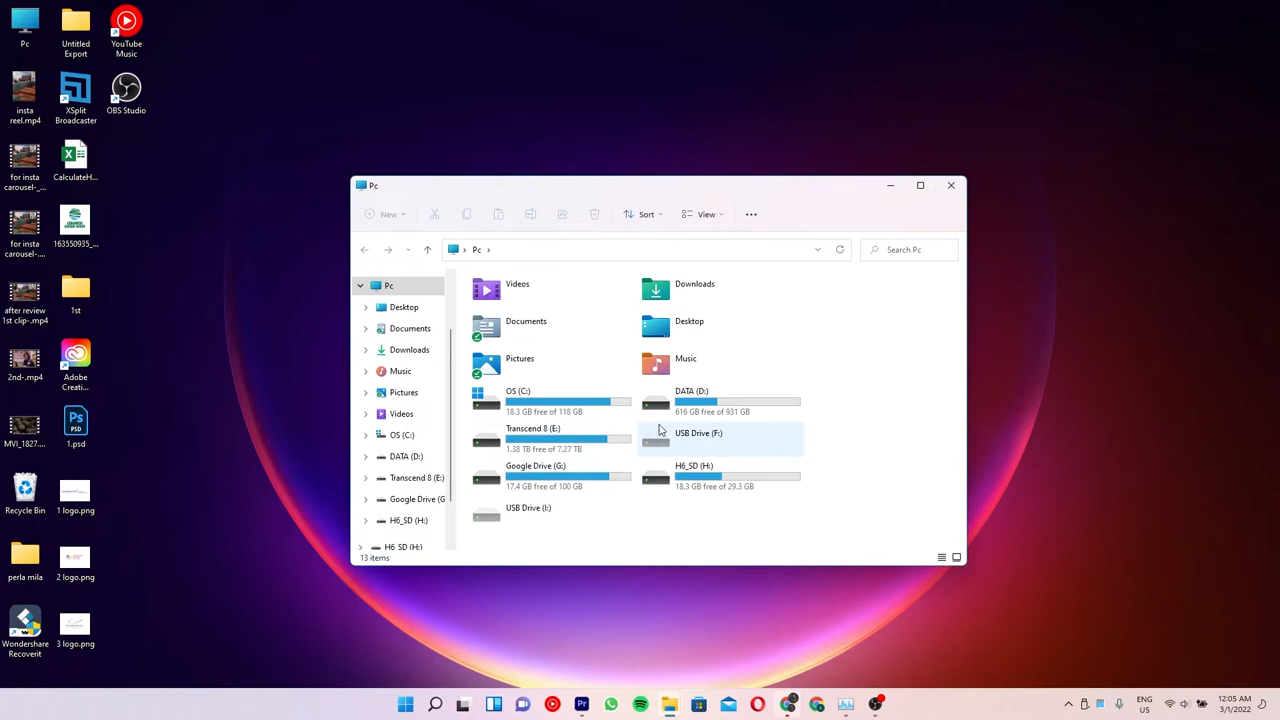 Pc
Untitled
Export
YouTube
Music
insta
reel.mp4
XSplit
Broadcaster
OBS Studio
for insta
carousel-_...
CalculateH...
for insta
carousel-...
163550935_...
after review
1st clip-.mp4
1st
2nd-.mp4
Adobe
Creati...
MVI_1827....
1.psd
Recycle Bin
1 logo.png
perla mila
2 logo.png
Wondershare
Recoverit
3 logo.png
Pc
New
Sort
View
Pc
Search Pc
Pc
Desktop
Documents
Downloads
Music
Pictures
Videos
OS (C:)
DATA (D:)
Transcend 8 (E:)
Google Drive (G
H6_SD (H:)
H6_SD (H:)
Videos
Downloads
Documents
Desktop
Pictures
Music
OS (C:)
18.3 GB free of 118 GB
DATA (D:)
616 GB free of 931 GB
Transcend 8 (E:)
1.38 TB free of 7.27 TB
USB Drive (F:)
Google Drive (G:)
17.4 GB free of 100 GB
H6_SD (H:)
18.3 GB free of 29.3 GB
USB Drive (I:)
13 items
ENG
US
12:05 AM
3/1/2022